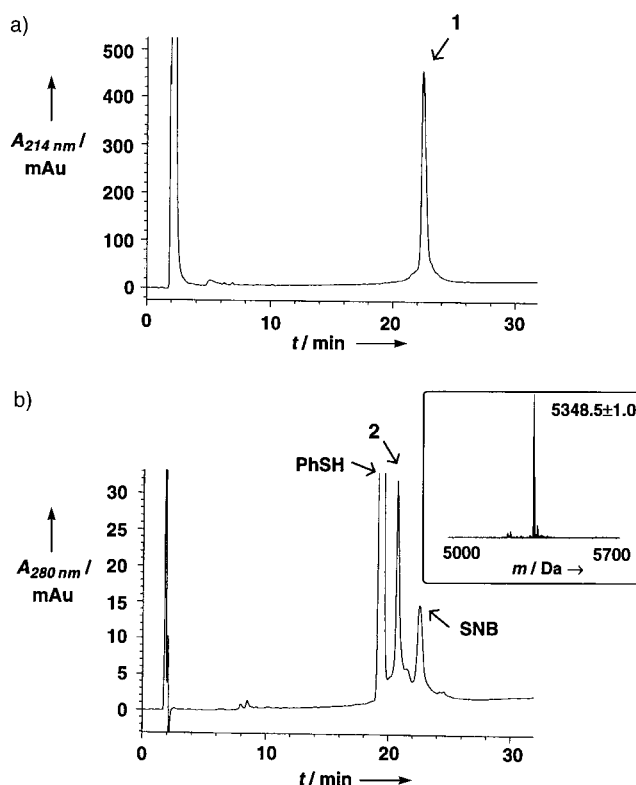 a)
1
500
400
A214 nm /
mAu
300
200
100
0
0 10 20 30
t / min
b)
5348.5±1.0
2
PhSH
30
25
A280 nm /
mAu
20
15
SNB
10
5
0
5000 5700
m / Da →
0 10 20 30
t / min